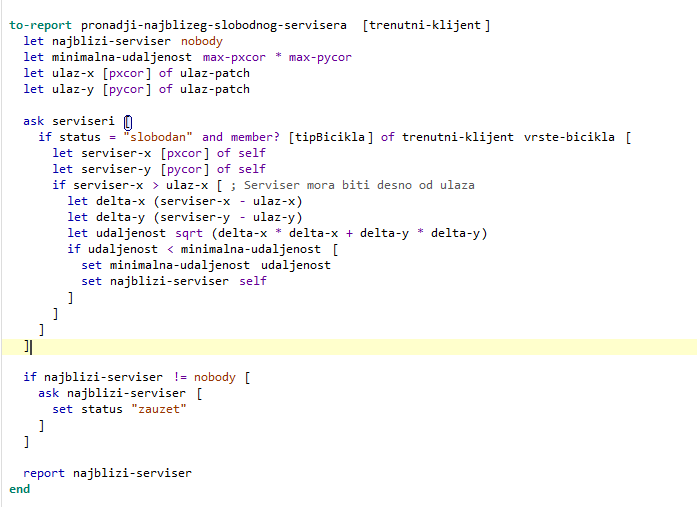 to-report pronadji-najblizeg-slobodnog-servisera [trenutni-klijent]
  let najblizi-serviser nobody
  let minimalna-udaljenost max-pxcor * max-pycor
  let ulaz-x [pxcor] of ulaz-patch
  let ulaz-y [pycor] of ulaz-patch

  ask serviseri [
    if status = "slobodan" and member? [tipBicikla] of trenutni-klijent vrste-bicikla [
      let serviser-x [pxcor] of self
      let serviser-y [pycor] of self
      if serviser-x > ulaz-x [ ; Serviser mora biti desno od ulaza
        let delta-x (serviser-x - ulaz-x)
        let delta-y (serviser-y - ulaz-y)
        let udaljenost sqrt (delta-x * delta-x + delta-y * delta-y)
        if udaljenost < minimalna-udaljenost [
          set minimalna-udaljenost udaljenost
          set najblizi-serviser self
        ]
      ]
    ]
  ]

  if najblizi-serviser != nobody [
    ask najblizi-serviser [
      set status "zauzet"
    ]
  ]

  report najblizi-serviser
end